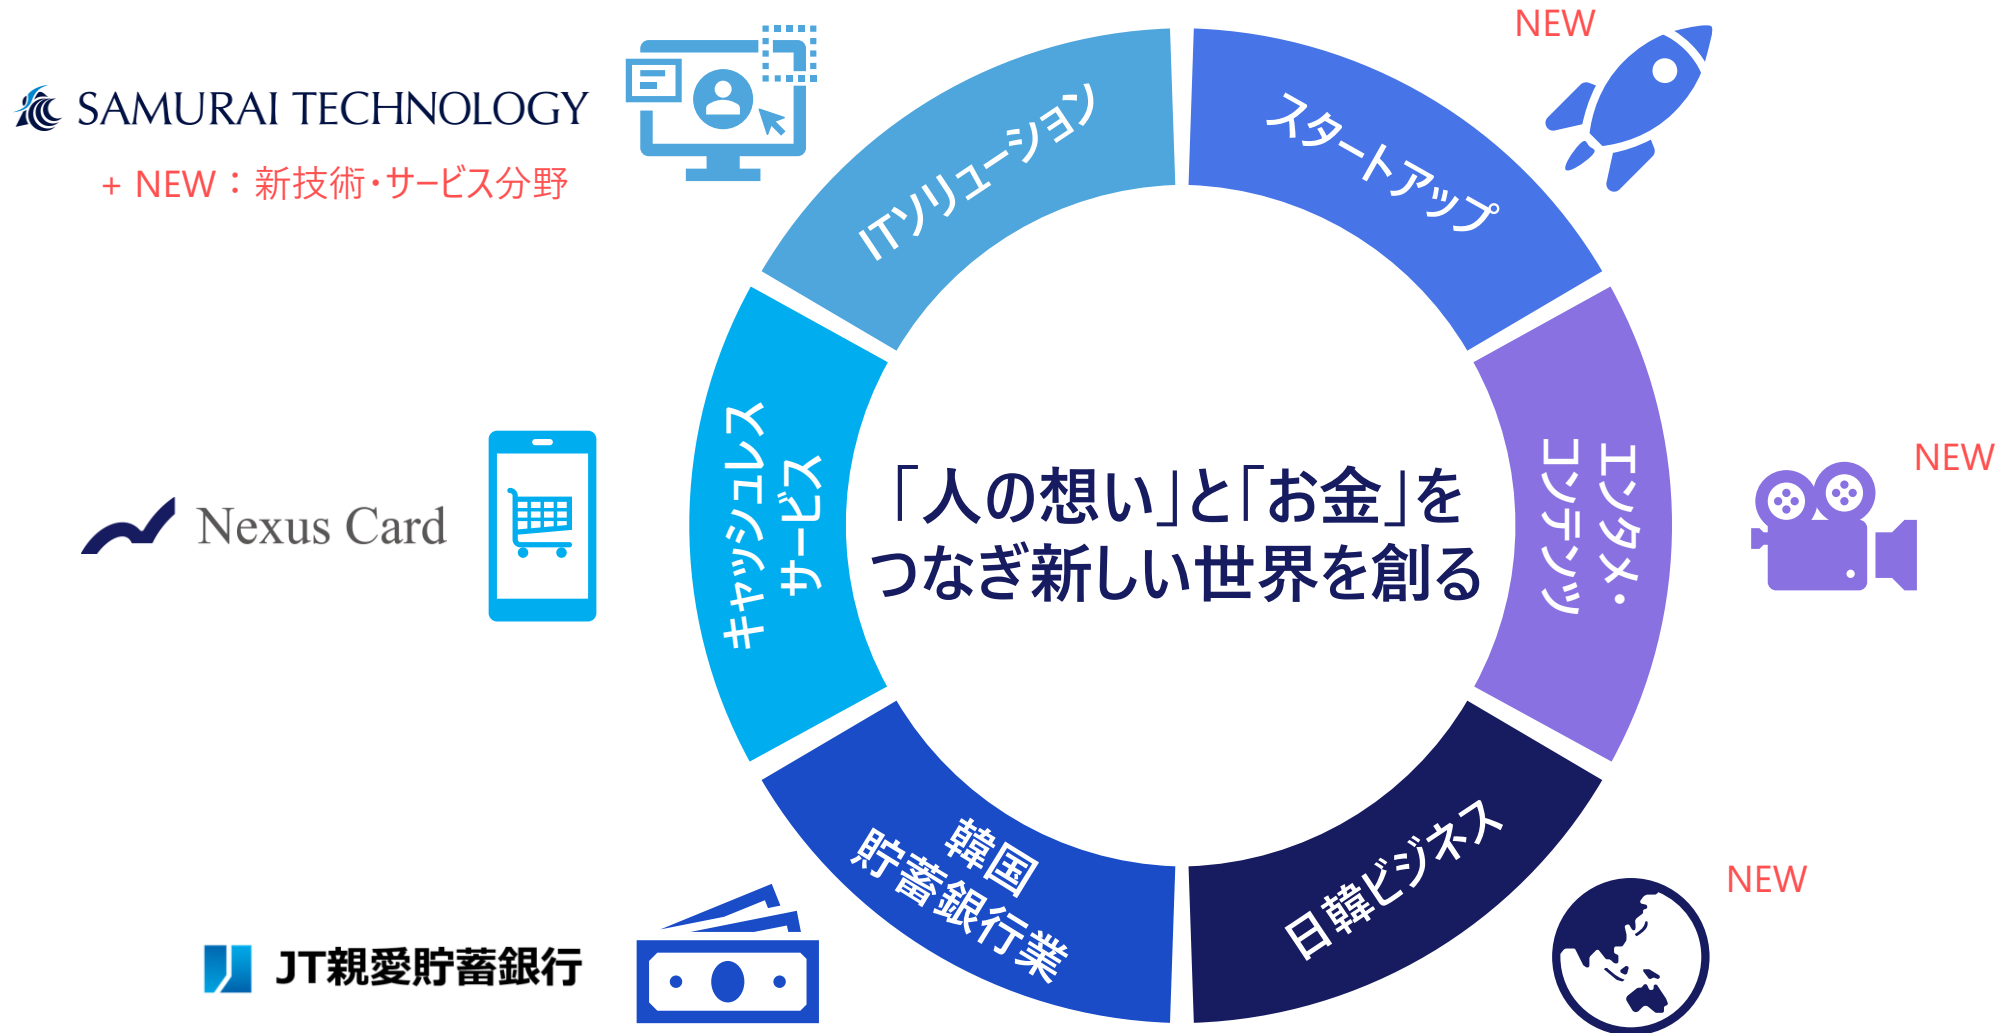 SAMURAI TECHNOLOGY
+ NEW：新技術・サービス分野
ITソリューション
スタートアップ
NEW
キャッシュレス
サービス
Nexus Card
「人の想い」と「お金」を
つなぎ新しい世界を創る
エンタメ・
コンテンツ
NEW
韓国
貯蓄銀行業
JT親愛貯蓄銀行
日韓ビジネス
NEW